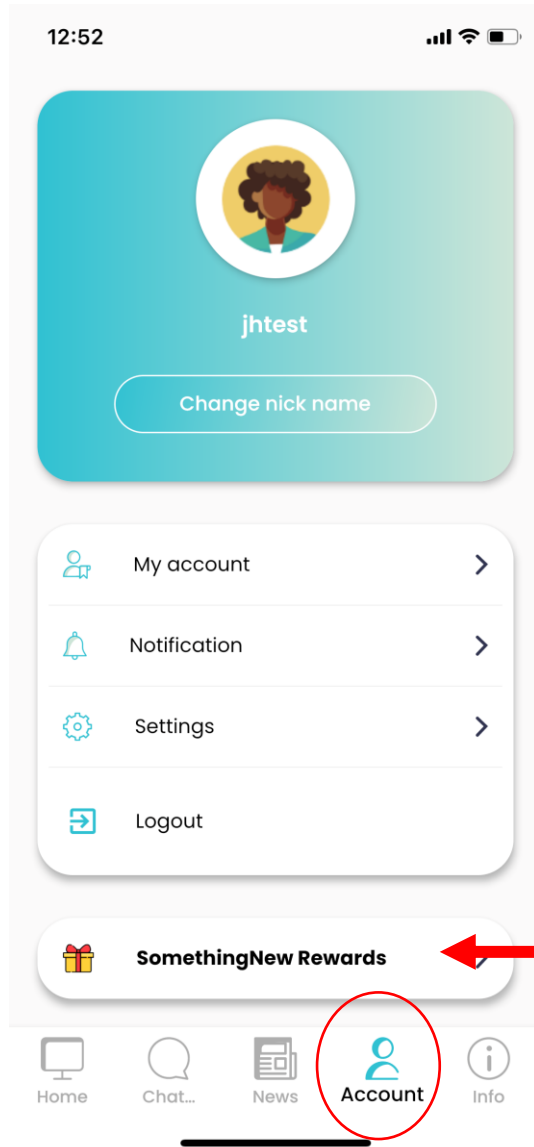 12:52
jhtest
Change nick name
My account
Notification
Settings
Logout
SomethingNew Rewards
Home
Chat...
News
Account
Info